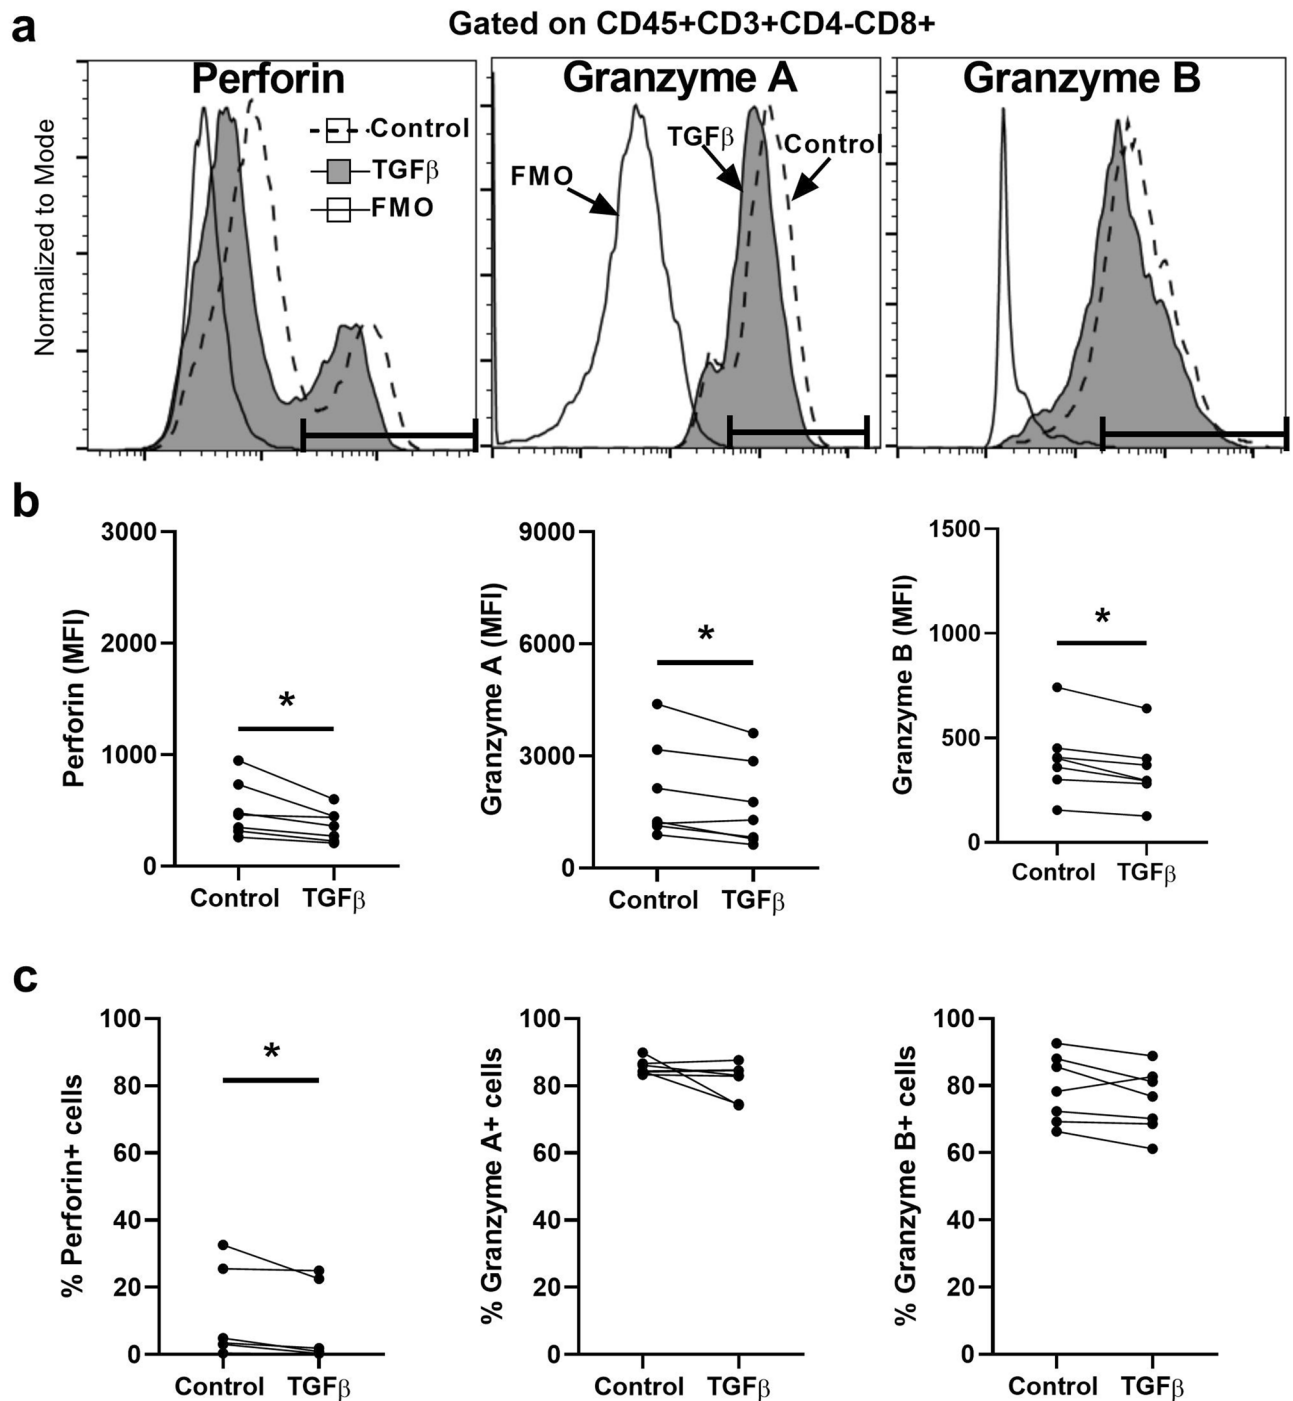 a
Gated on CD45+CD3+CD4-CD8+
Perforin
Granzyme A
Granzyme B
Normalized to Mode
Control
TGFβ
FMO
FMO
TGFβ
Control
b
Perforin (MFI)
3000
2000
1000
0
*
Control TGFβ
Granzyme A (MFI)
9000
6000
3000
0
*
Control TGFβ
Granzyme B (MFI)
1500
1000
500
0
*
Control TGFβ
c
% Perforin+ cells
100
80
60
40
20
0
*
Control TGFβ
% Granzyme A+ cells
100
80
60
40
20
0
Control TGFβ
% Granzyme B+ cells
100
80
60
40
20
0
Control TGFβ